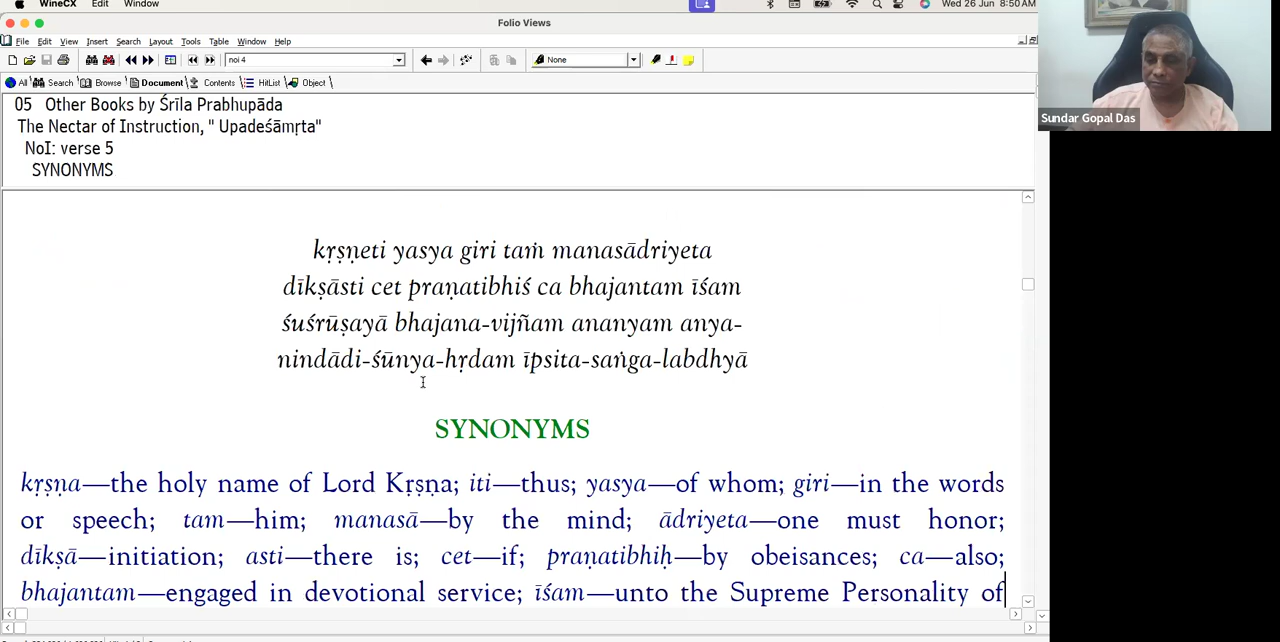 WineCX Edit Window Wed 26 Jun 8:50 AM
Folio Views
File Edit View Insert Search Layout Tools Table Window Help
noi 4 None
All Search Browse Document Contents HitList Object
05 Other Books by Śrīla Prabhupāda
The Nectar of Instruction, " Upadeśāmṛta"
NoI: verse 5
SYNONYMS
Sundar Gopal Das
kṛṣṇeti yasya giri taṁ manasādriyeta
dīkṣāsti cet praṇatibhiś ca bhajantam īśam
śuśrūṣayā bhajana-vijñam ananyam anya-
nindādi-śūnya-hṛdam īpsita-saṅga-labdhyā
SYNONYMS
kṛṣṇa—the holy name of Lord Kṛṣṇa; iti—thus; yasya—of whom; giri—in the words
or speech; tam—him; manasā—by the mind; ādriyeta—one must honor;
dīkṣā—initiation; asti—there is; cet—if; praṇatibhiḥ—by obeisances; ca—also;
bhajantam—engaged in devotional service; īśam—unto the Supreme Personality of